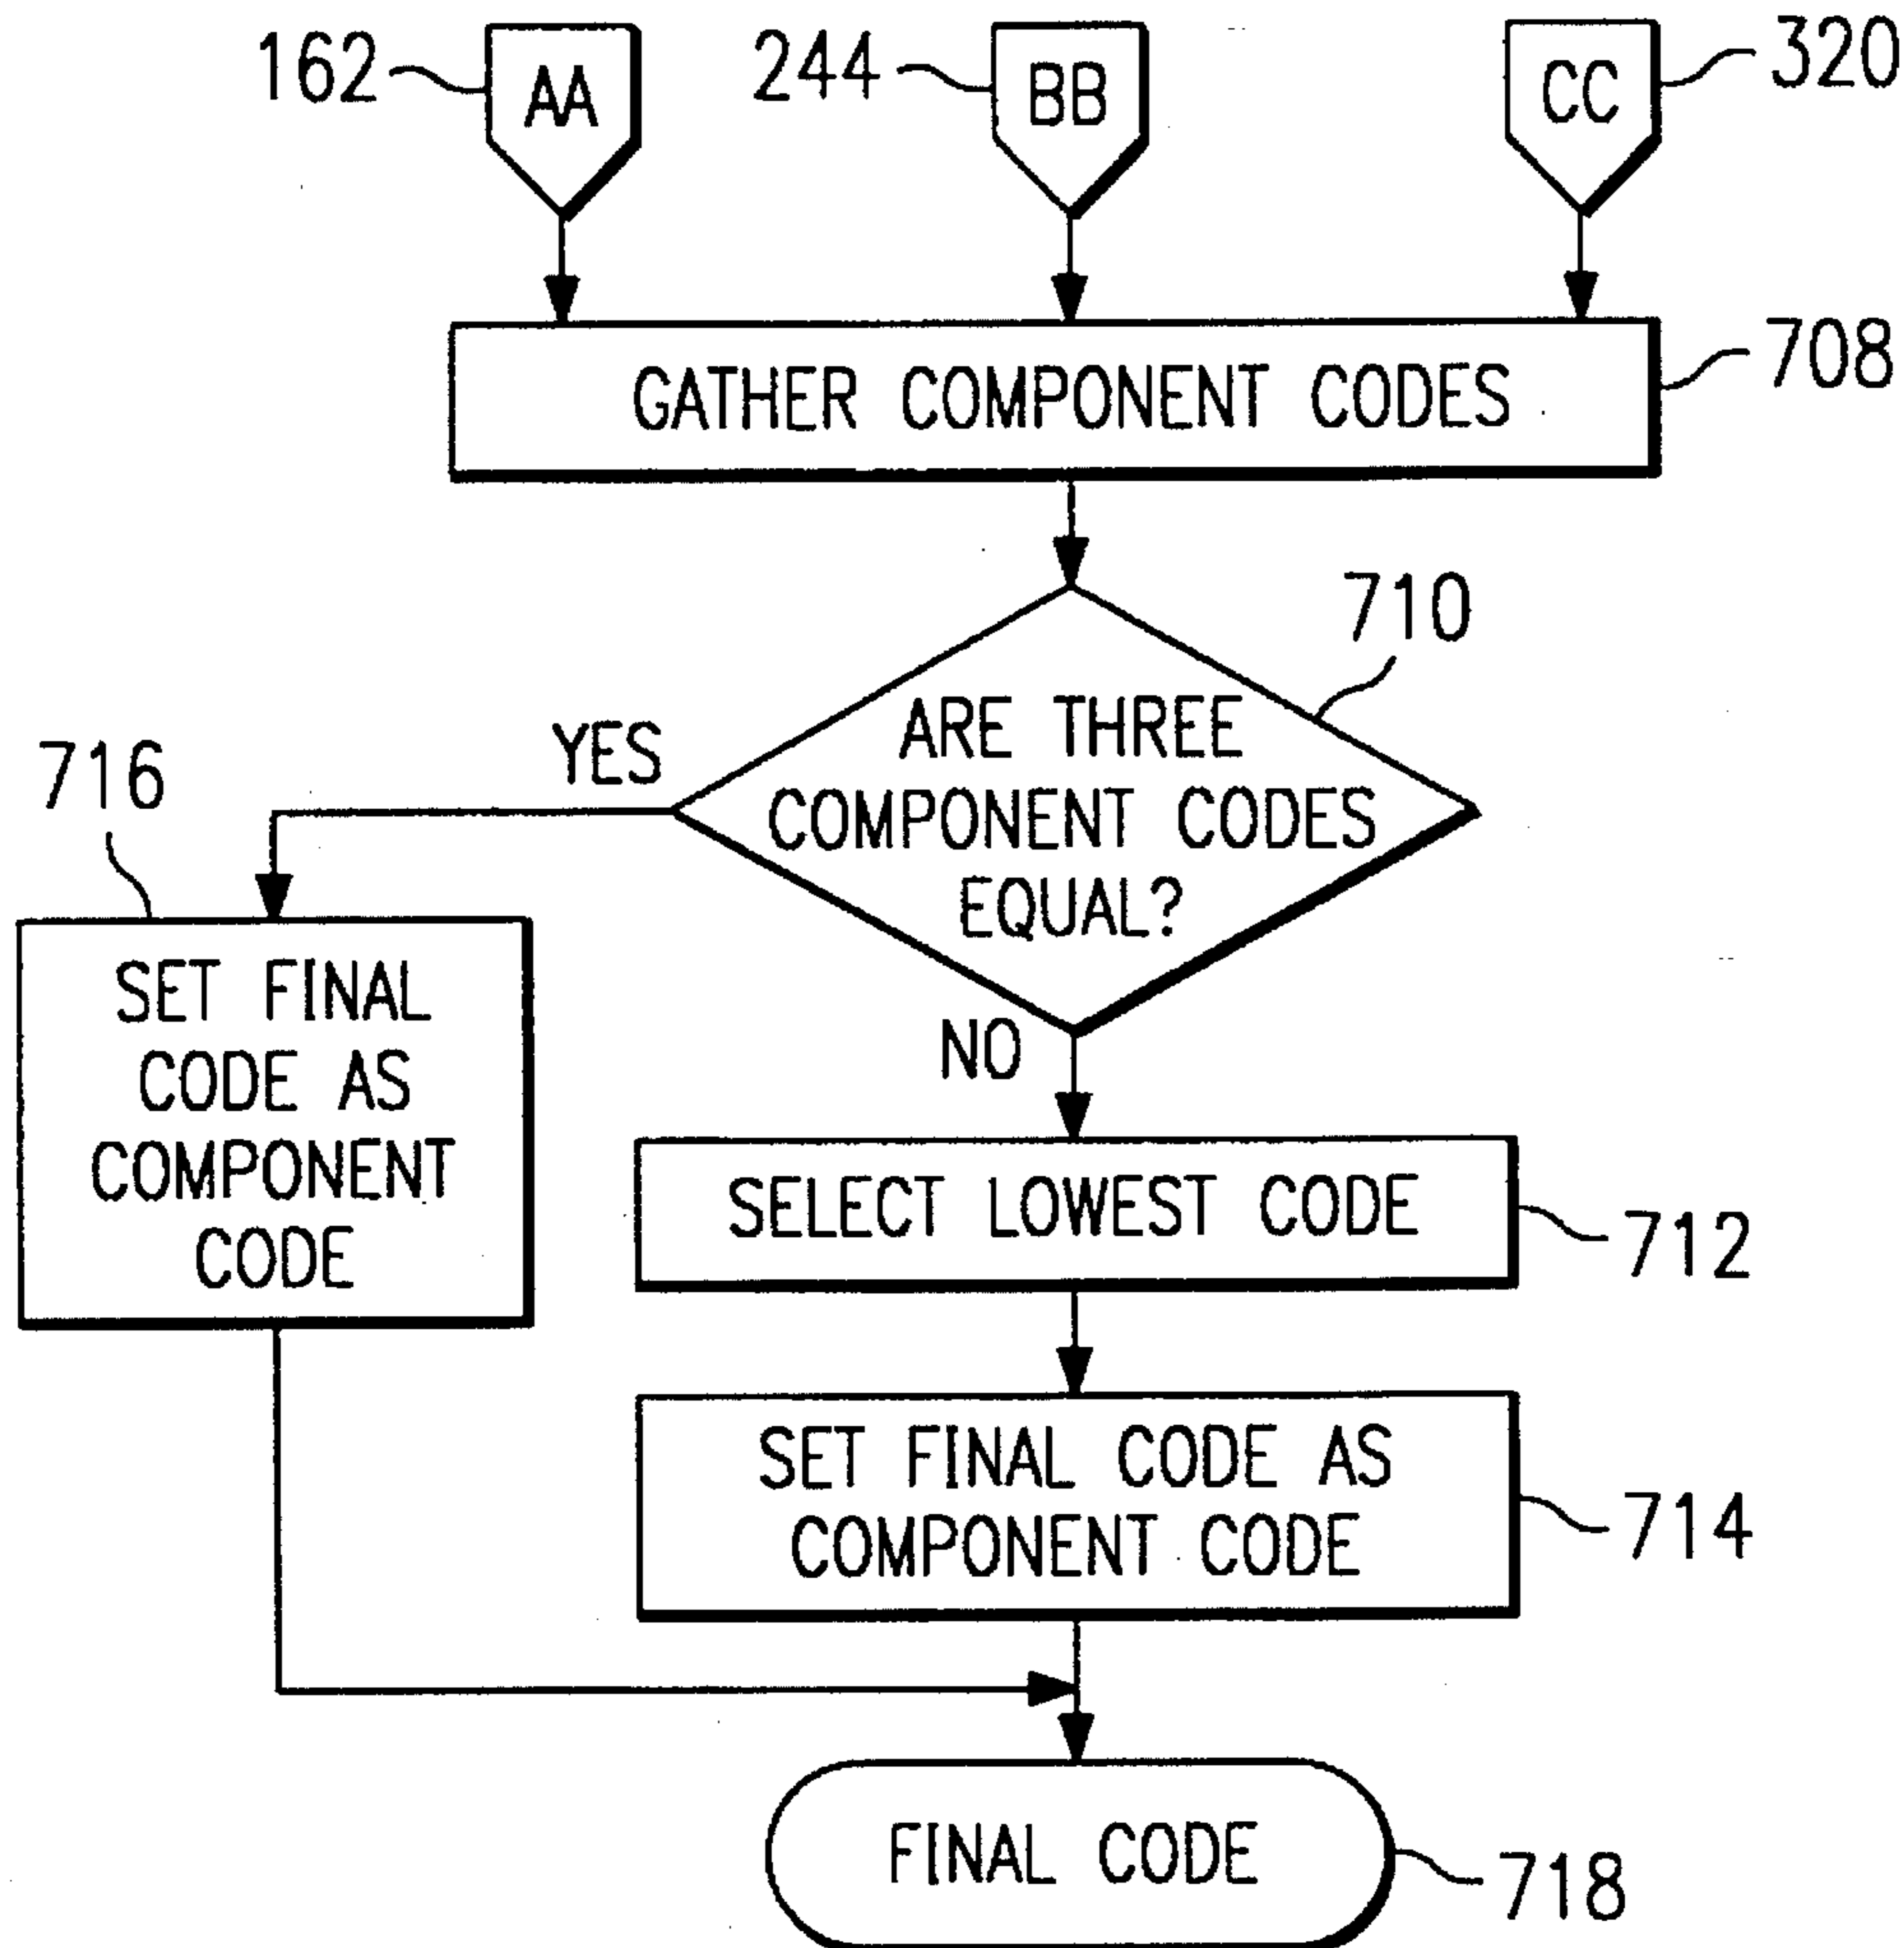 162
AA
244
BB
CC
320
GATHER COMPONENT CODES
708
710
ARE THREE
COMPONENT CODES
EQUAL?
YES
716
NO
SET FINAL
CODE AS
COMPONENT
CODE
SELECT LOWEST CODE
712
SET FINAL CODE AS
COMPONENT CODE
714
FINAL CODE
718